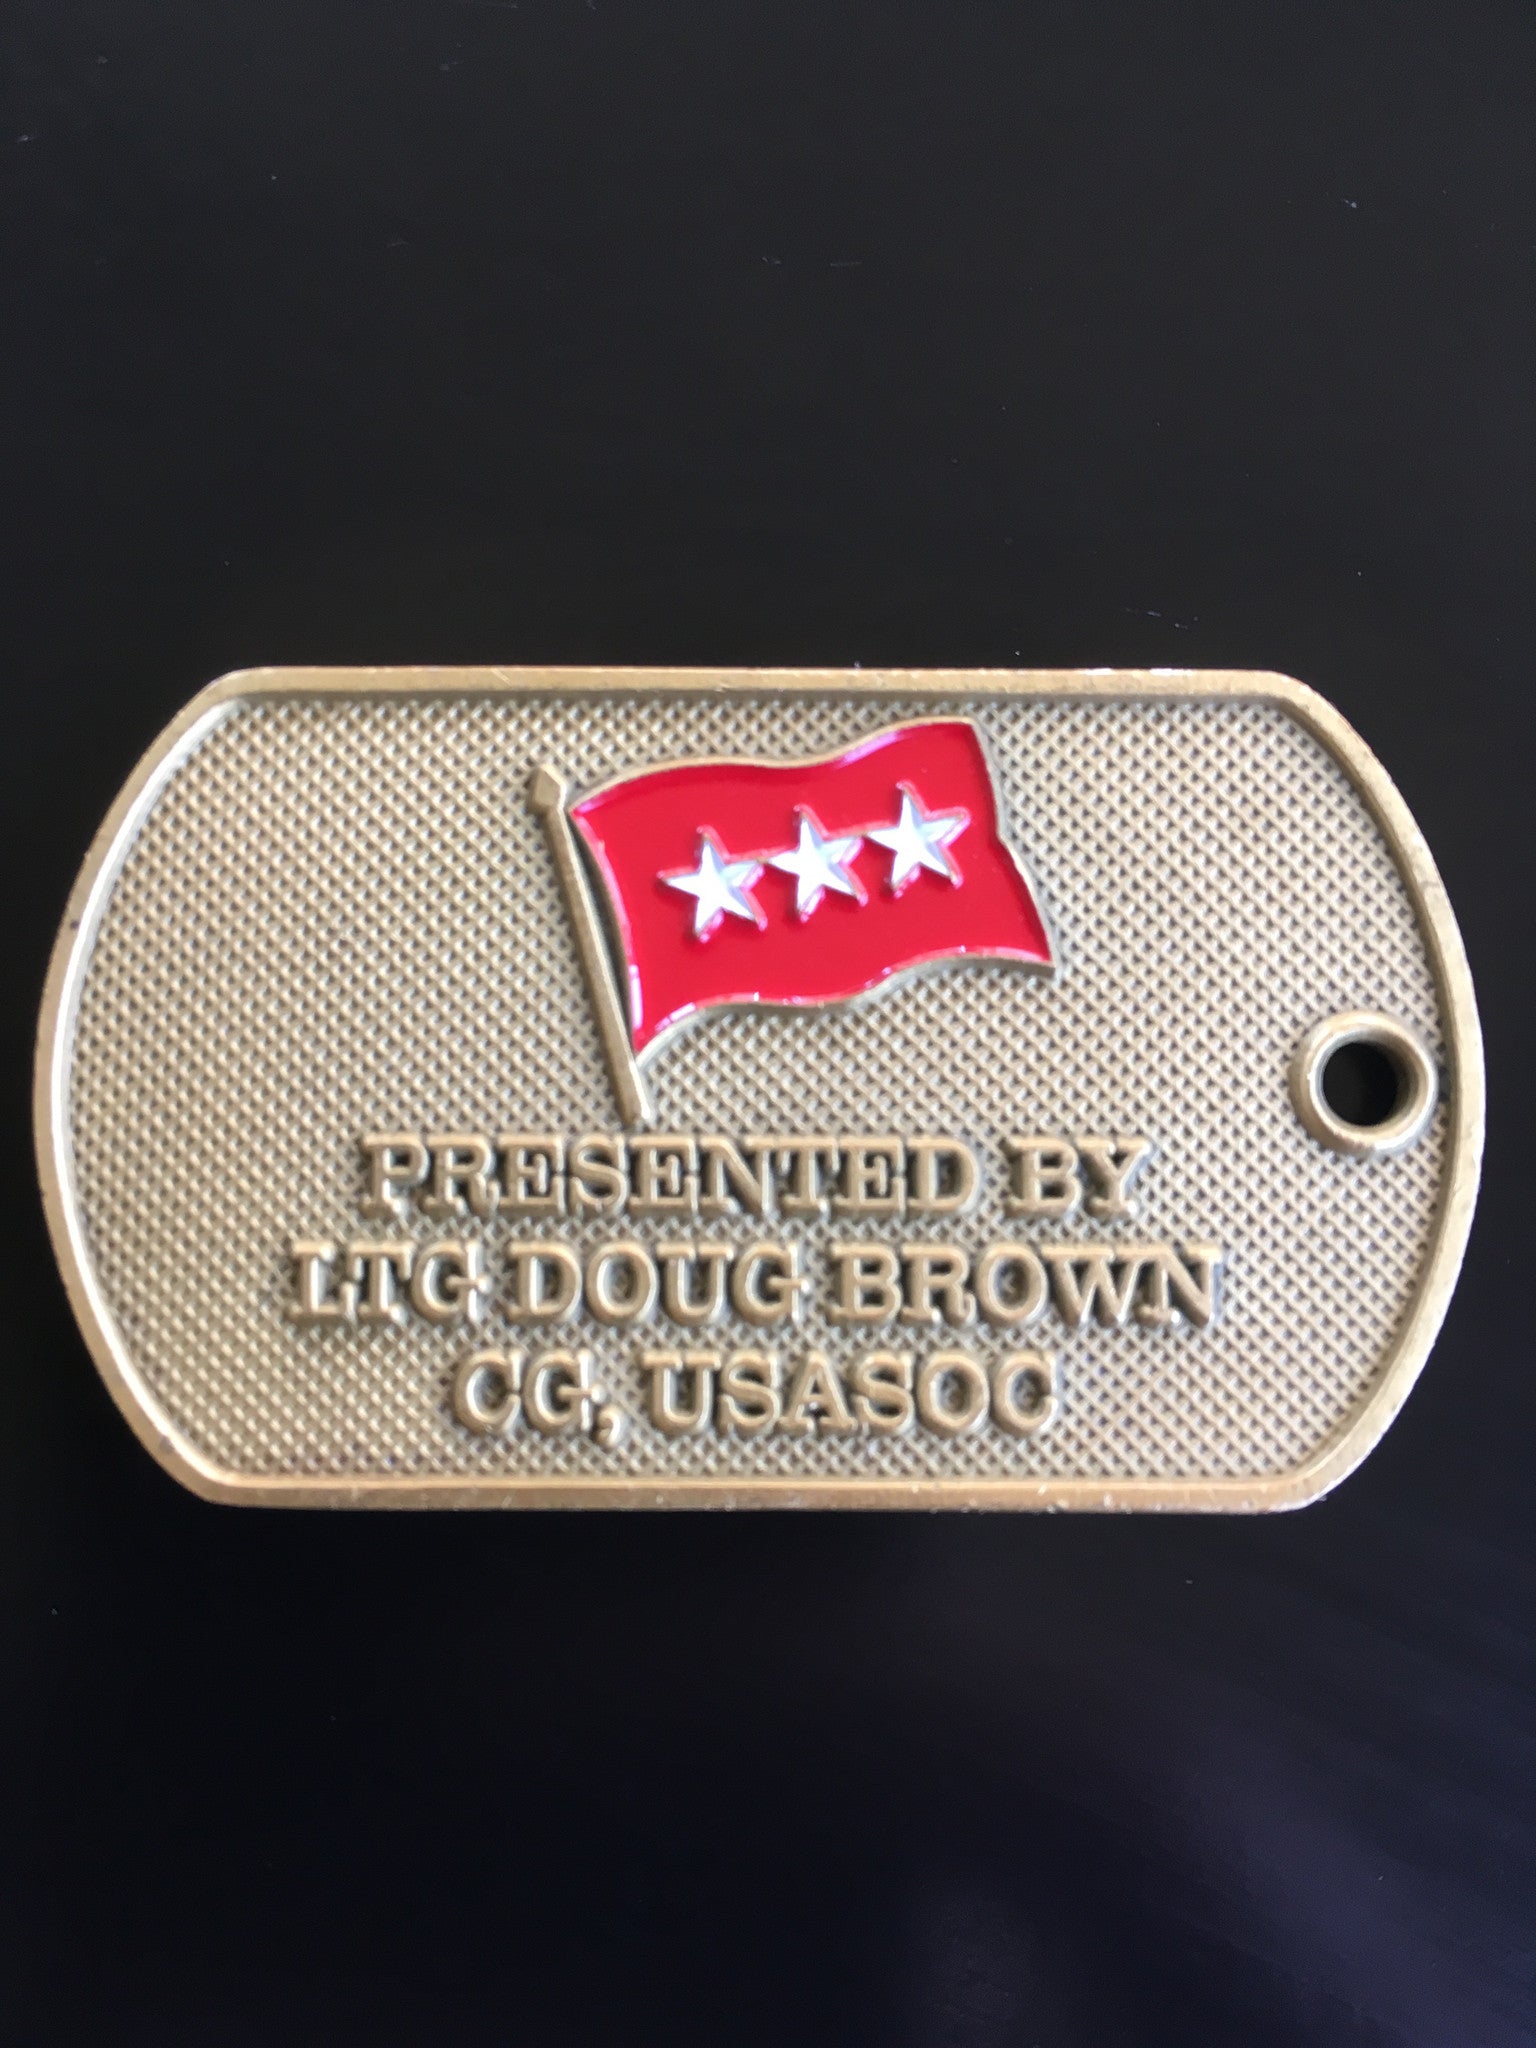 PRESENTED BY
LTG DOUG BROWN
CG, USASOC